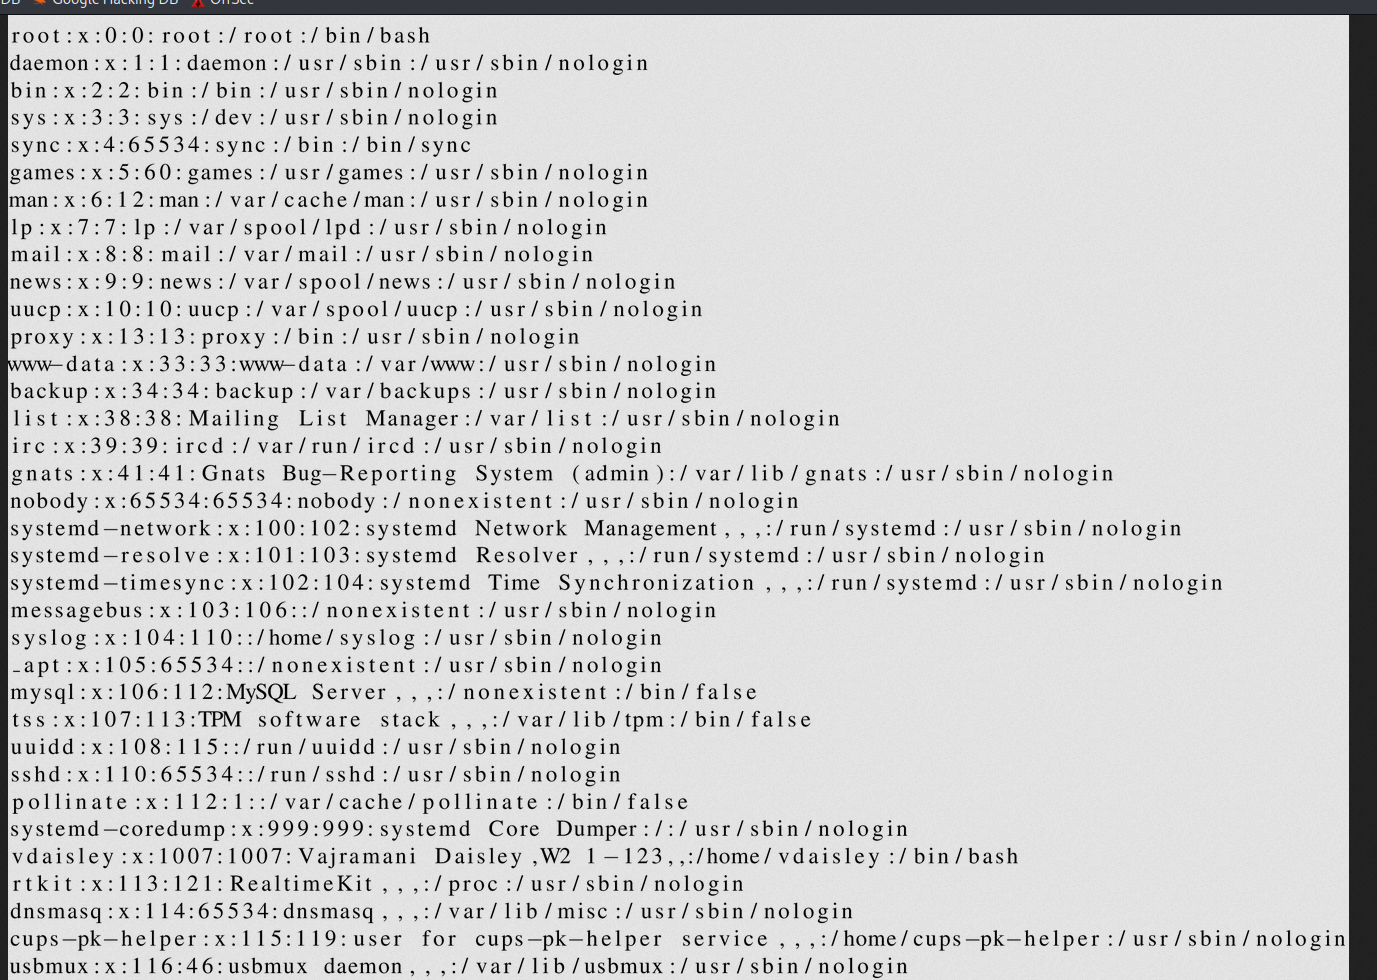 DB Google Hacking DB OffSec
root:x:0:0:root:/root:/bin/bash
daemon:x:1:1:daemon:/usr/sbin:/usr/sbin/nologin
bin:x:2:2:bin:/bin:/usr/sbin/nologin
sys:x:3:3:sys:/dev:/usr/sbin/nologin
sync:x:4:65534:sync:/bin:/bin/sync
games:x:5:60:games:/usr/games:/usr/sbin/nologin
man:x:6:12:man:/var/cache/man:/usr/sbin/nologin
lp:x:7:7:lp:/var/spool/lpd:/usr/sbin/nologin
mail:x:8:8:mail:/var/mail:/usr/sbin/nologin
news:x:9:9:news:/var/spool/news:/usr/sbin/nologin
uucp:x:10:10:uucp:/var/spool/uucp:/usr/sbin/nologin
proxy:x:13:13:proxy:/bin:/usr/sbin/nologin
www-data:x:33:33:www-data:/var/www:/usr/sbin/nologin
backup:x:34:34:backup:/var/backups:/usr/sbin/nologin
list:x:38:38:Mailing List Manager:/var/list:/usr/sbin/nologin
irc:x:39:39:ircd:/var/run/ircd:/usr/sbin/nologin
gnats:x:41:41:Gnats Bug-Reporting System (admin):/var/lib/gnats:/usr/sbin/nologin
nobody:x:65534:65534:nobody:/nonexistent:/usr/sbin/nologin
systemd-network:x:100:102:systemd Network Management,,,:/run/systemd:/usr/sbin/nologin
systemd-resolve:x:101:103:systemd Resolver,,,:/run/systemd:/usr/sbin/nologin
systemd-timesync:x:102:104:systemd Time Synchronization,,,:/run/systemd:/usr/sbin/nologin
messagebus:x:103:106::/nonexistent:/usr/sbin/nologin
syslog:x:104:110::/home/syslog:/usr/sbin/nologin
_apt:x:105:65534::/nonexistent:/usr/sbin/nologin
mysql:x:106:112:MySQL Server,,,:/nonexistent:/bin/false
tss:x:107:113:TPM software stack,,,:/var/lib/tpm:/bin/false
uuidd:x:108:115::/run/uuidd:/usr/sbin/nologin
sshd:x:110:65534::/run/sshd:/usr/sbin/nologin
pollinate:x:112:1::/var/cache/pollinate:/bin/false
systemd-coredump:x:999:999:systemd Core Dumper:/:/usr/sbin/nologin
vdaisley:x:1007:1007:Vajramani Daisley,W2 1-123,,:/home/vdaisley:/bin/bash
rtkit:x:113:121:RealtimeKit,,,:/proc:/usr/sbin/nologin
dnsmasq:x:114:65534:dnsmasq,,,:/var/lib/misc:/usr/sbin/nologin
cups-pk-helper:x:115:119:user for cups-pk-helper service,,,:/home/cups-pk-helper:/usr/sbin/nologin
usbmux:x:116:46:usbmux daemon,,,:/var/lib/usbmux:/usr/sbin/nologin